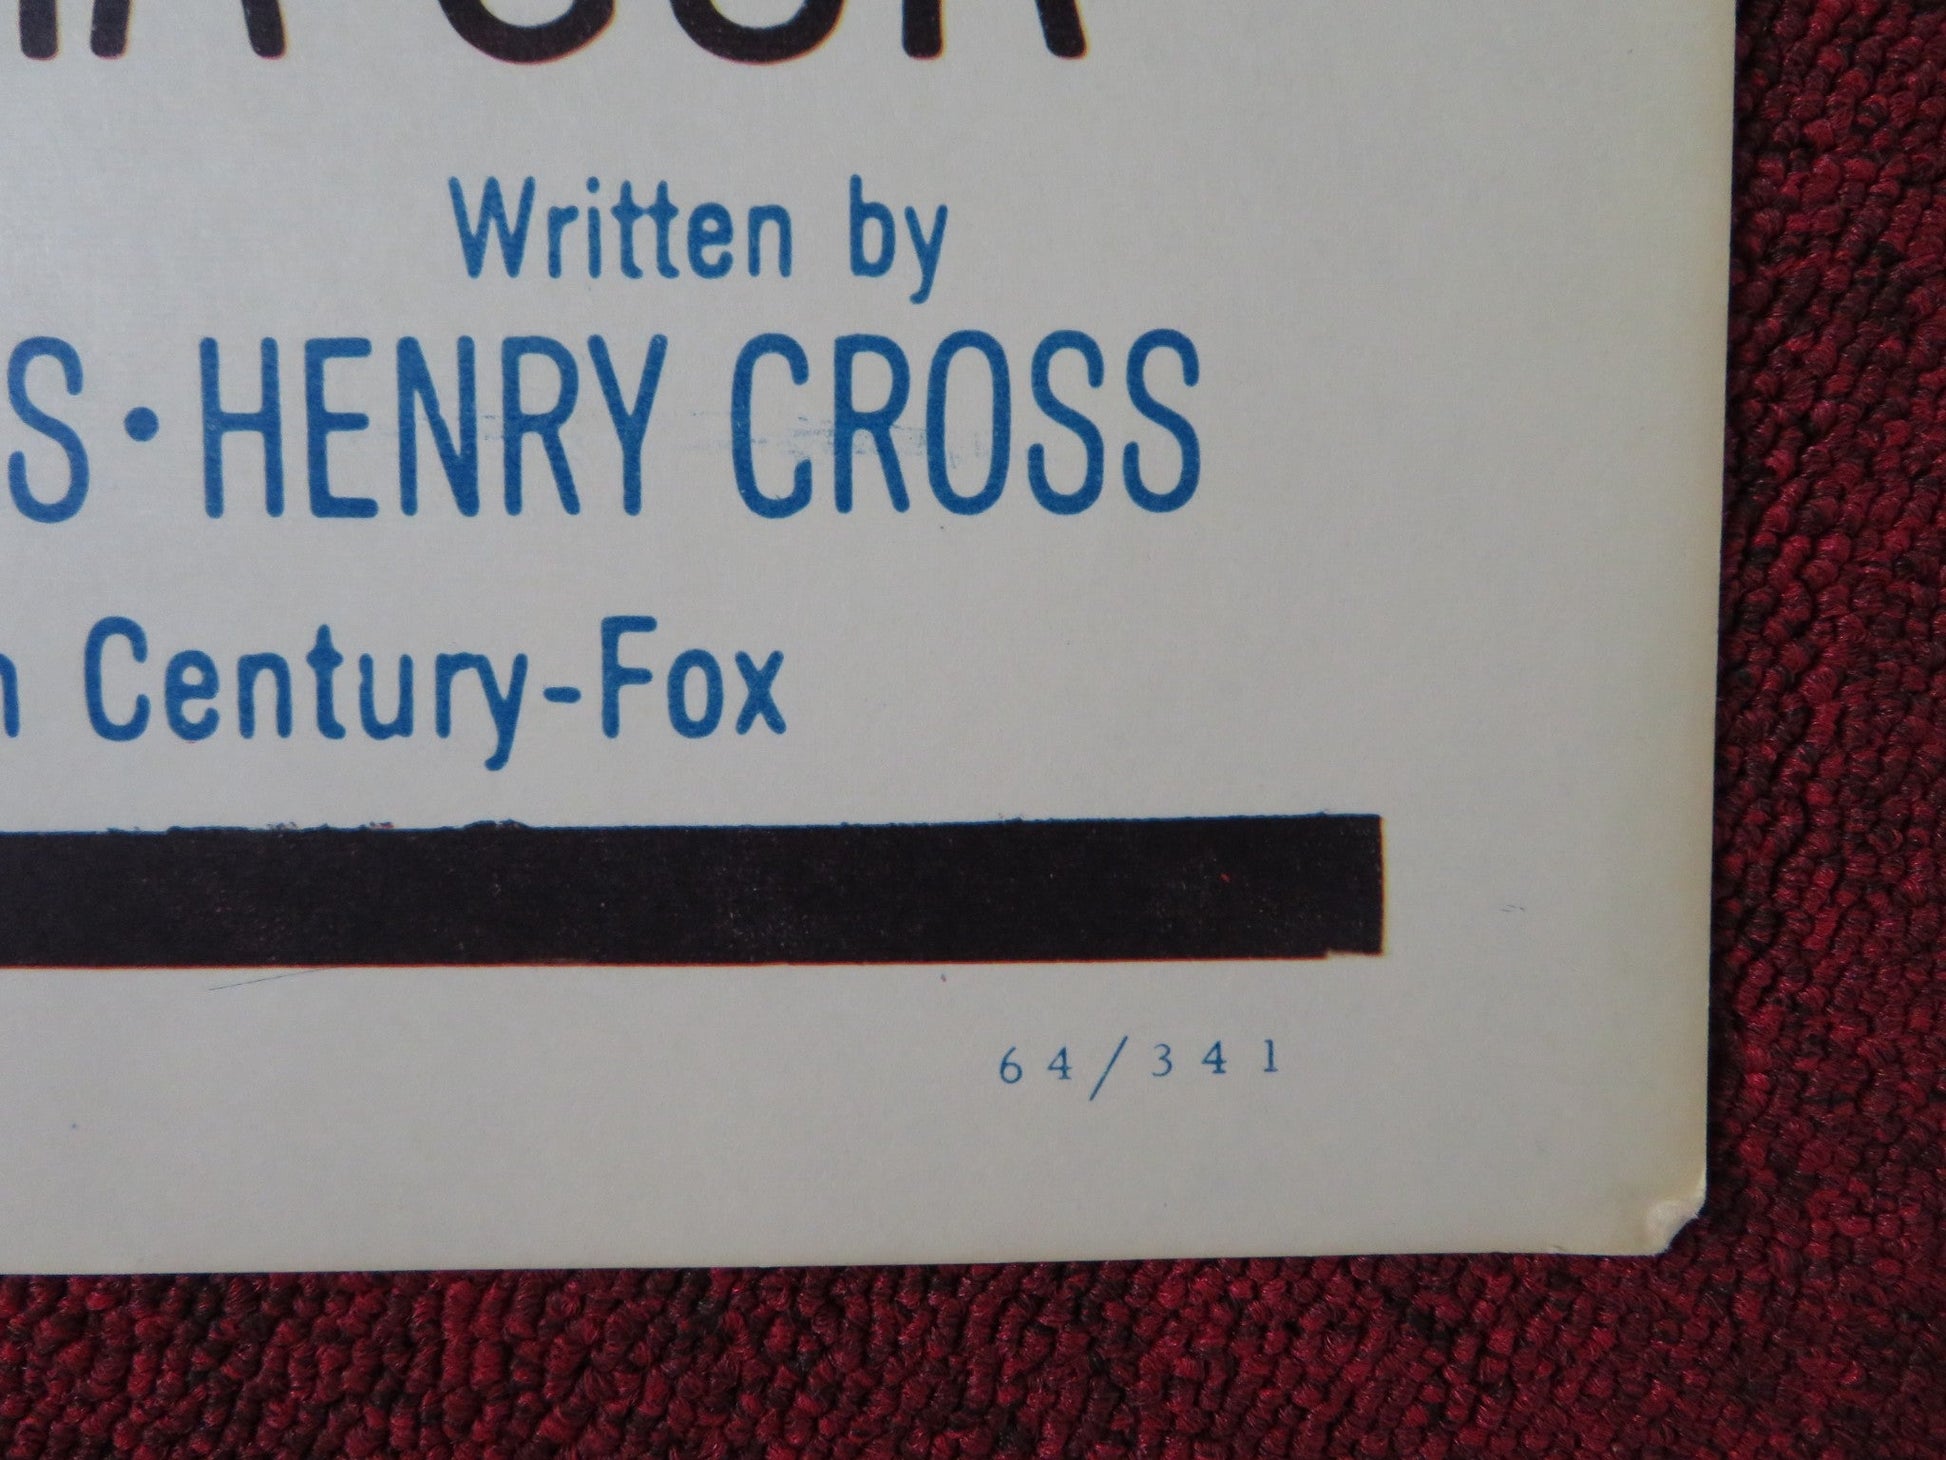 Written by
S · HENRY CROSS
Century-Fox
64/341